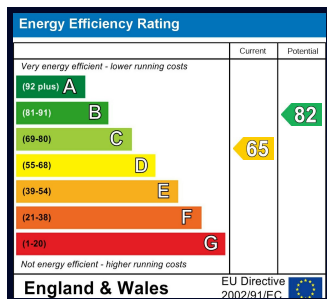 Energy Efficiency Rating
Current Potential
Very energy efficient - lower running costs
(92 plus) A
(81-91) B
82
(69-80) C
65
(55-68) D
(39-54) E
(21-38) F
(1-20) G
Not energy efficient - higher running costs
England & Wales
EU Directive
2002/91/EC